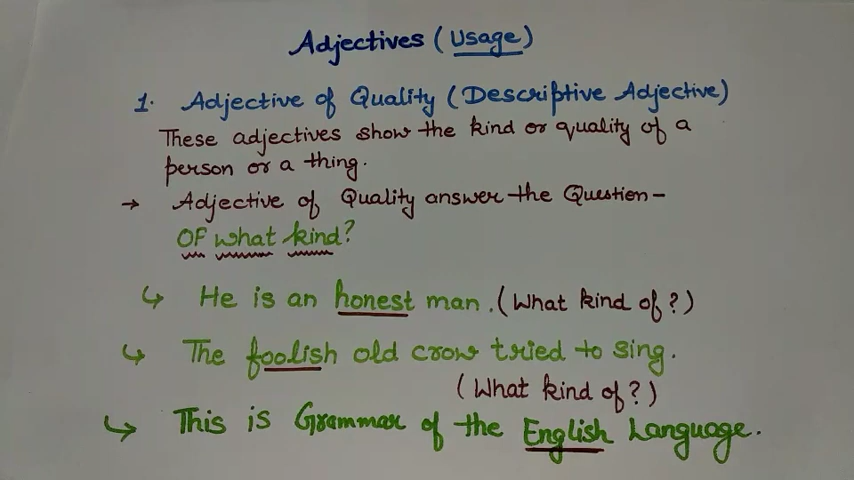 Adjectives (Usage)
1. Adjective of Quality (Descriptive Adjective)
These adjectives show the kind or quality of a
person or a thing.
→ Adjective of Quality answer the Question–
OF what kind?
↳ He is an honest man. (What kind of?)
↳ The foolish old crow tried to sing.
(What kind of?)
↳ This is Grammar of the English Language.